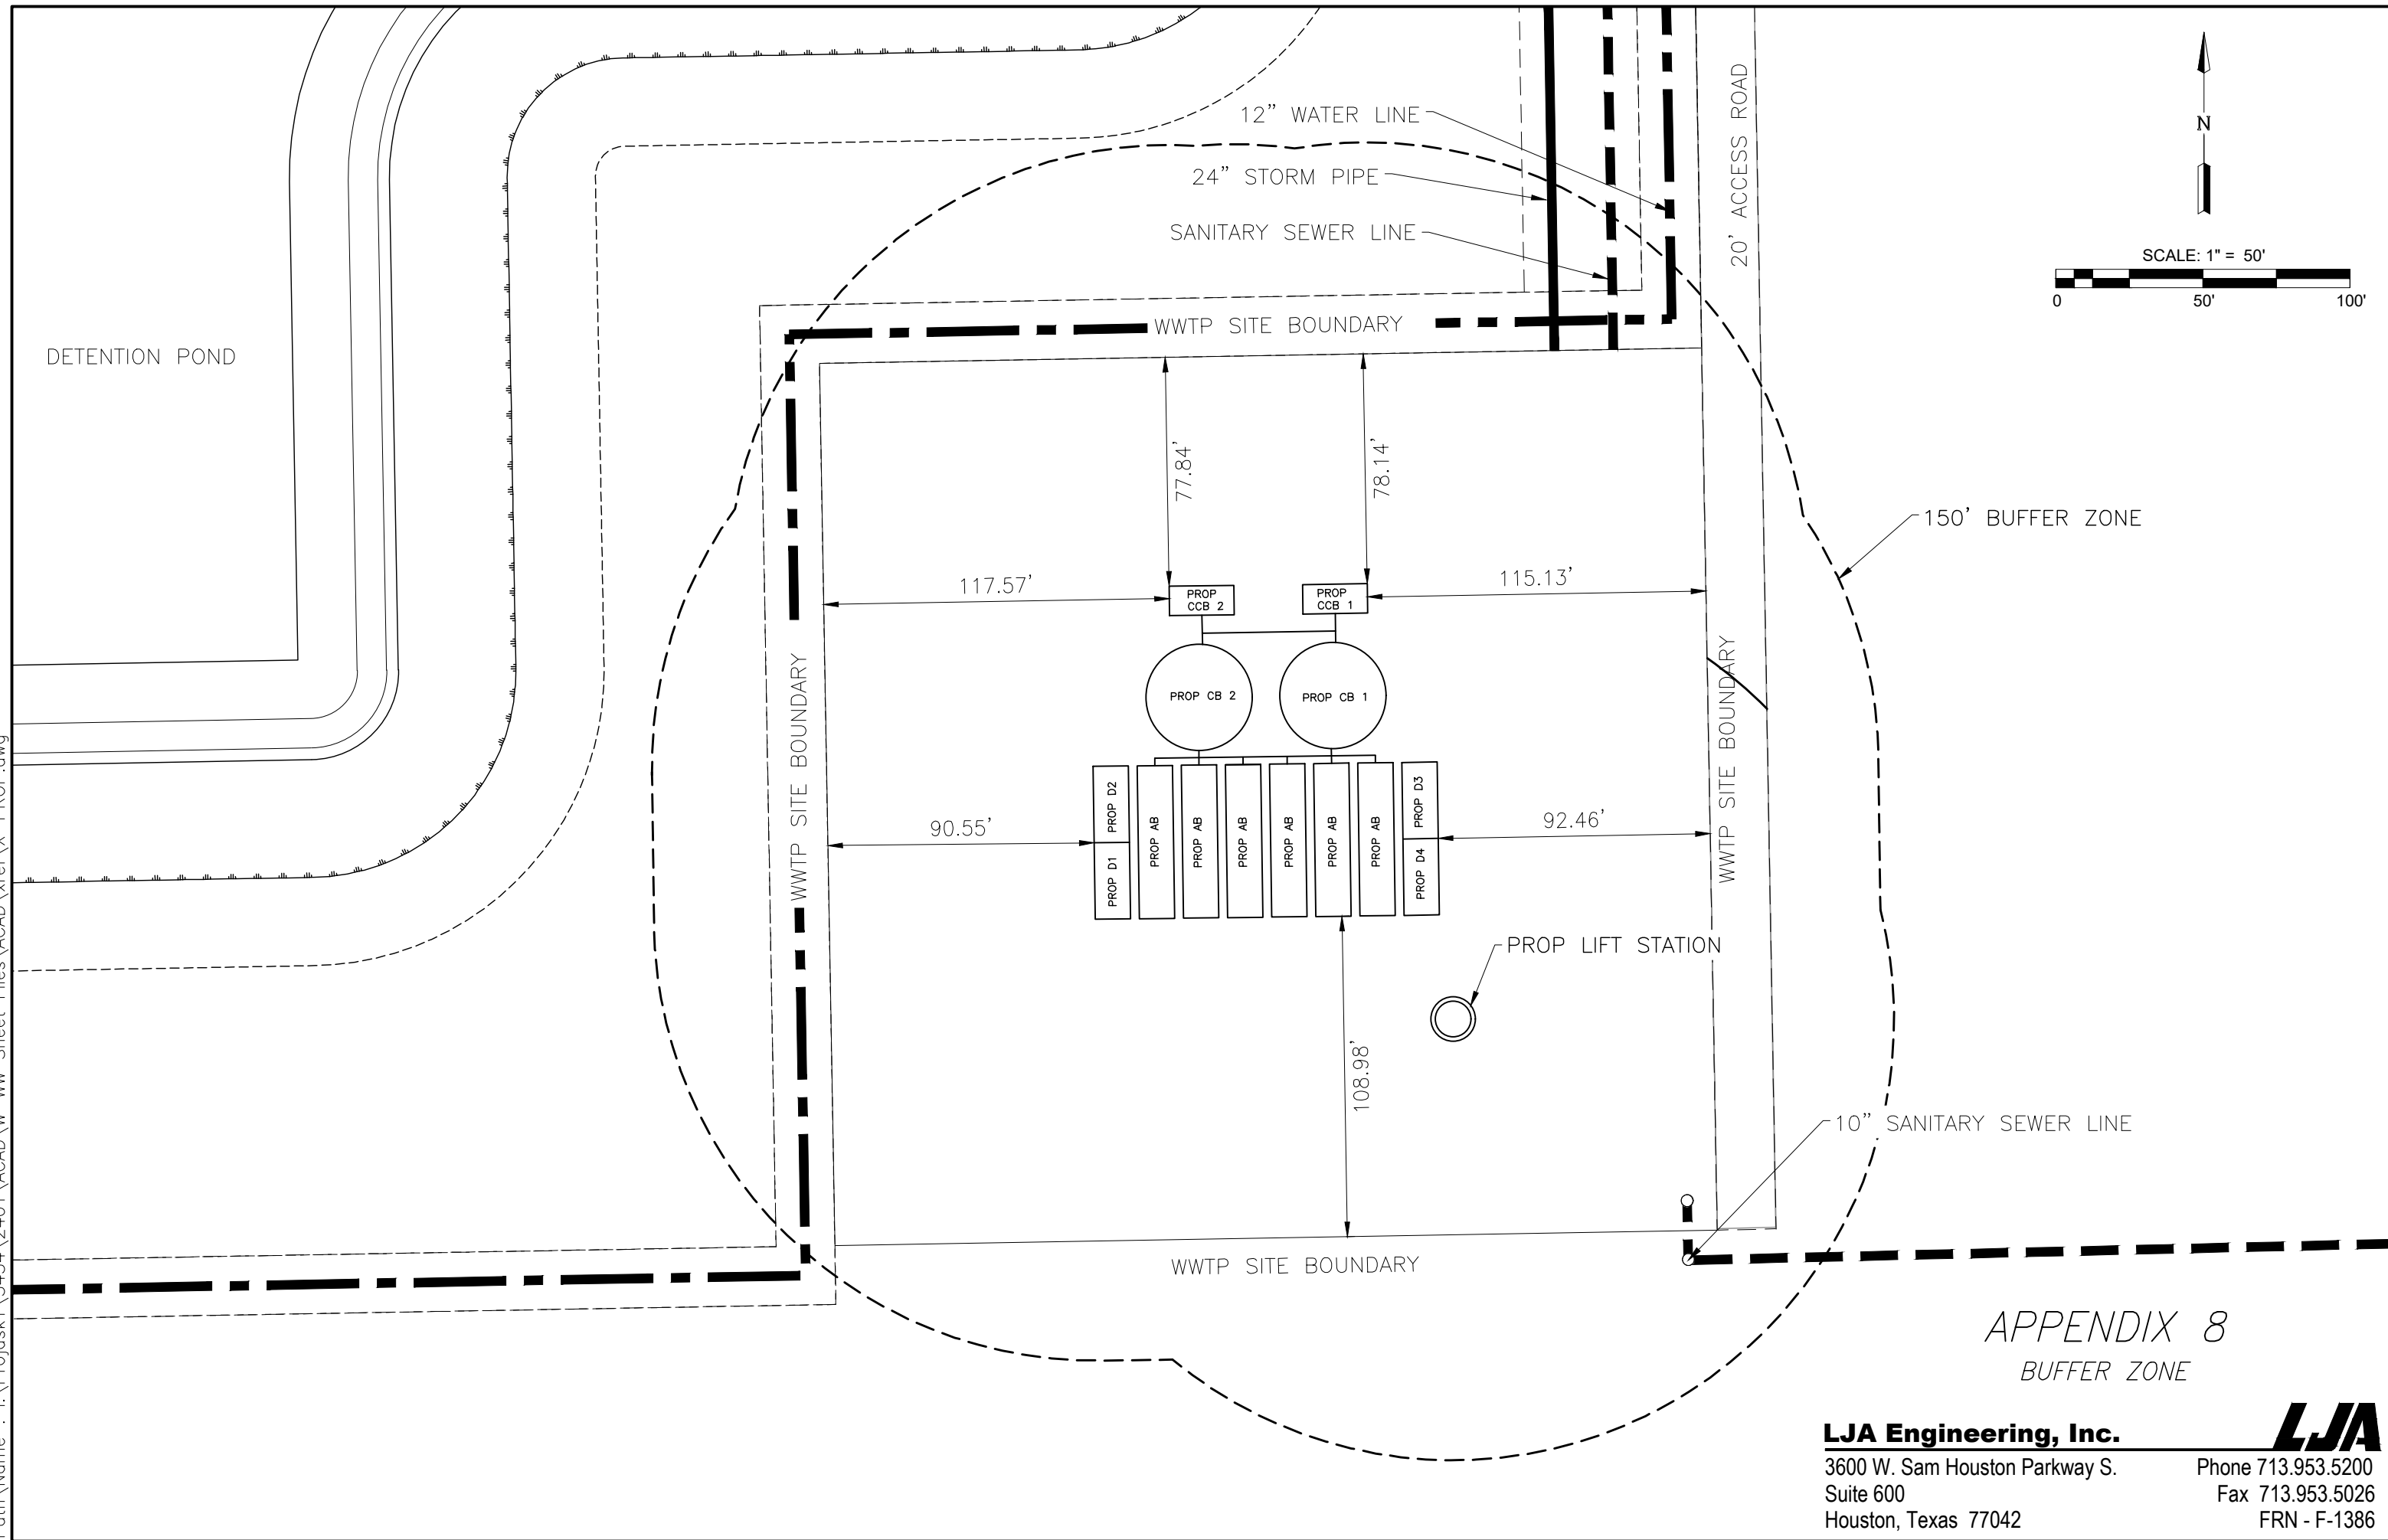 12" WATER LINE
24" STORM PIPE
SANITARY SEWER LINE
20' ACCESS ROAD
N
SCALE: 1" = 50'
0 50' 100'
WWTP SITE BOUNDARY
DETENTION POND
77.84'
78.14'
150' BUFFER ZONE
117.57'
PROP
CCB 2
PROP
CCB 1
115.13'
WWTP SITE BOUNDARY
PROP CB 2
PROP CB 1
WWTP SITE BOUNDARY
90.55'
PROP D2
PROP D1
PROP AB
PROP AB
PROP AB
PROP AB
PROP AB
PROP AB
PROP D3
PROP D4
92.46'
PROP LIFT STATION
108.98'
10" SANITARY SEWER LINE
WWTP SITE BOUNDARY
APPENDIX 8
BUFFER ZONE
LJA Engineering, Inc.
LJA
3600 W. Sam Houston Parkway S. Phone 713.953.5200
Suite 600 Fax 713.953.5026
Houston, Texas 77042 FRN - F-1386